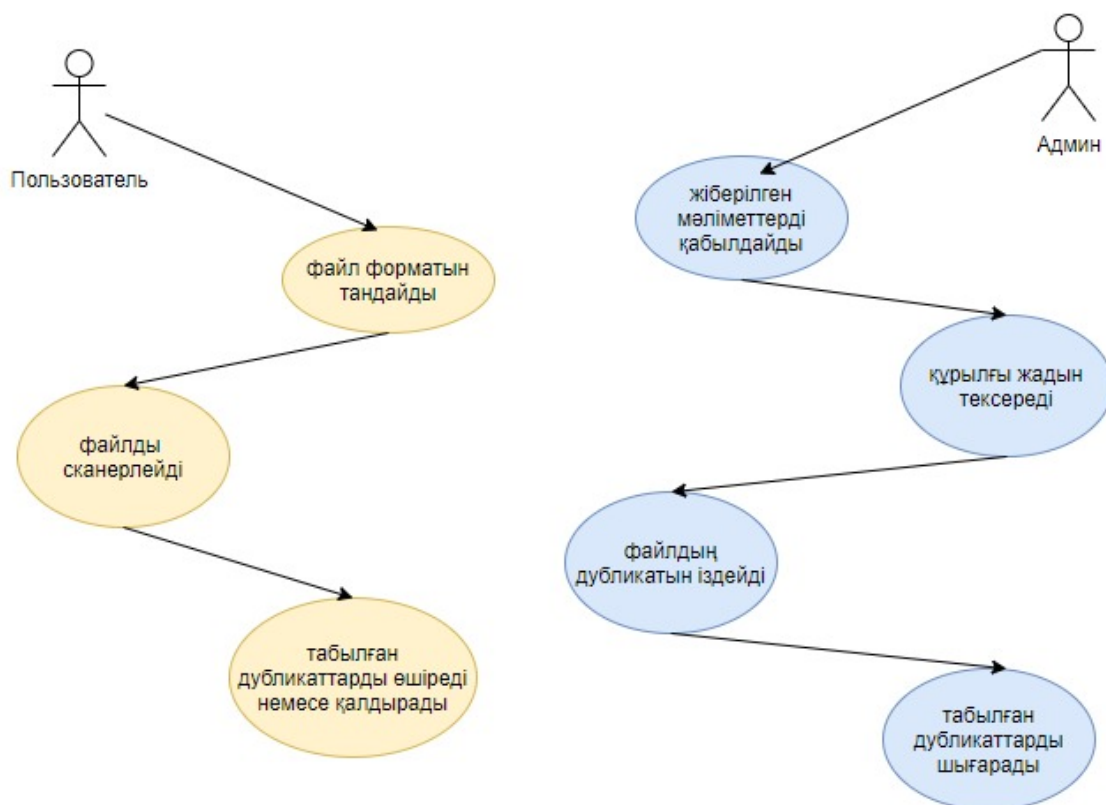 Пользователь
Админ
файл форматын
тандайды
файлды
сканерлейді
табылған
дубликаттарды өшіреді
немесе қалдырады
жіберілген
мәліметтерді
қабылдайды
құрылғы жадын
тексереді
файлдың
дубликатын іздейді
табылған
дубликаттарды
шығарады